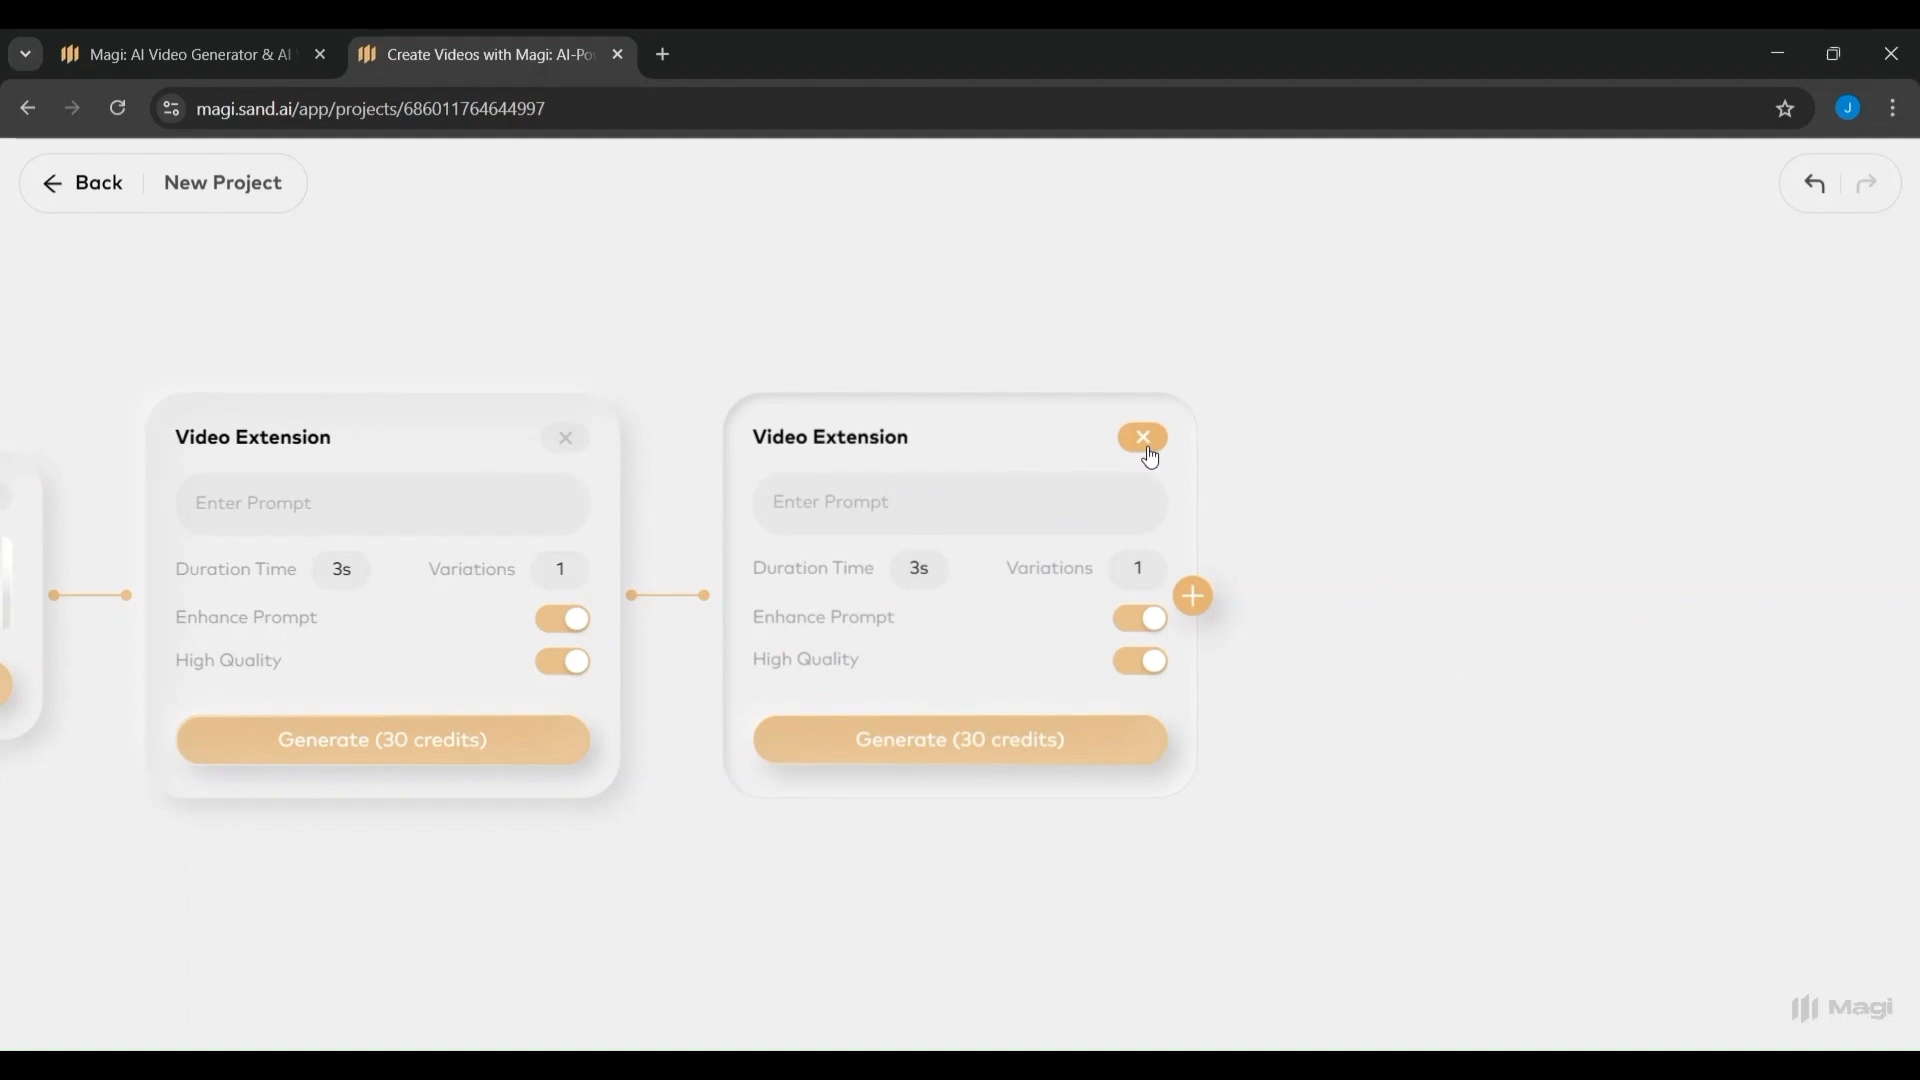 Magi: AI Video Generator & AI
Create Videos with Magi: AI-Po
magi.sand.ai/app/projects/686011764644997
J
Back
New Project
Video Extension
Enter Prompt
Duration Time 3s Variations 1
Enhance Prompt
High Quality
Generate (30 credits)
Video Extension
Enter Prompt
Duration Time 3s Variations 1
Enhance Prompt
High Quality
Generate (30 credits)
Magi